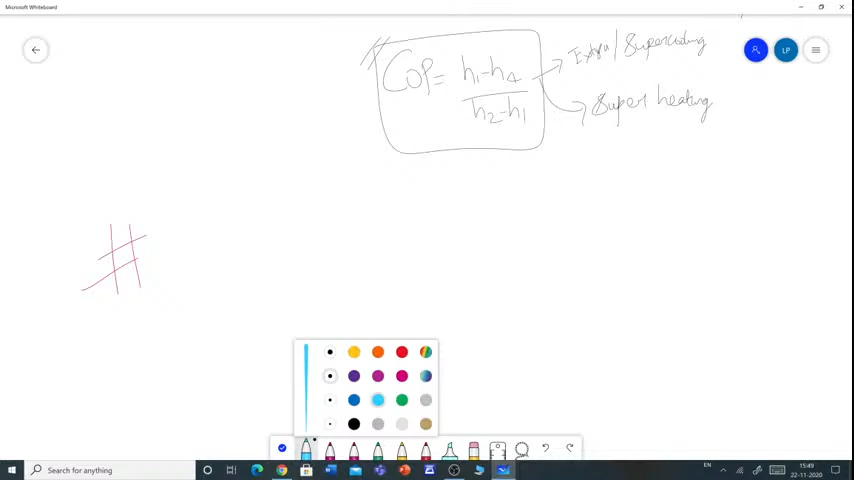 Microsoft Whiteboard
COP = h1-h4
h2-h1
Extra / Supercooling
Super heating
LP
#
Search for anything
EN
15:49
22-11-2020